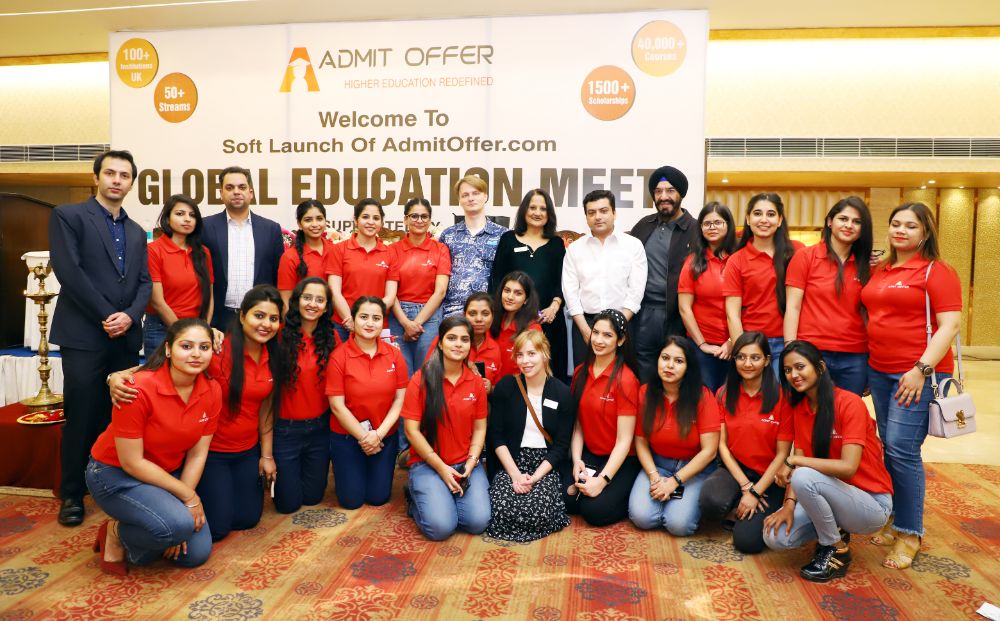 100+
Institutions
UK
50+
Streams
ADMIT OFFER
HIGHER EDUCATION REDEFINED
40,000+
Courses
1500+
Scholarships
Welcome To
Soft Launch Of AdmitOffer.com
GLOBAL EDUCATION MEET